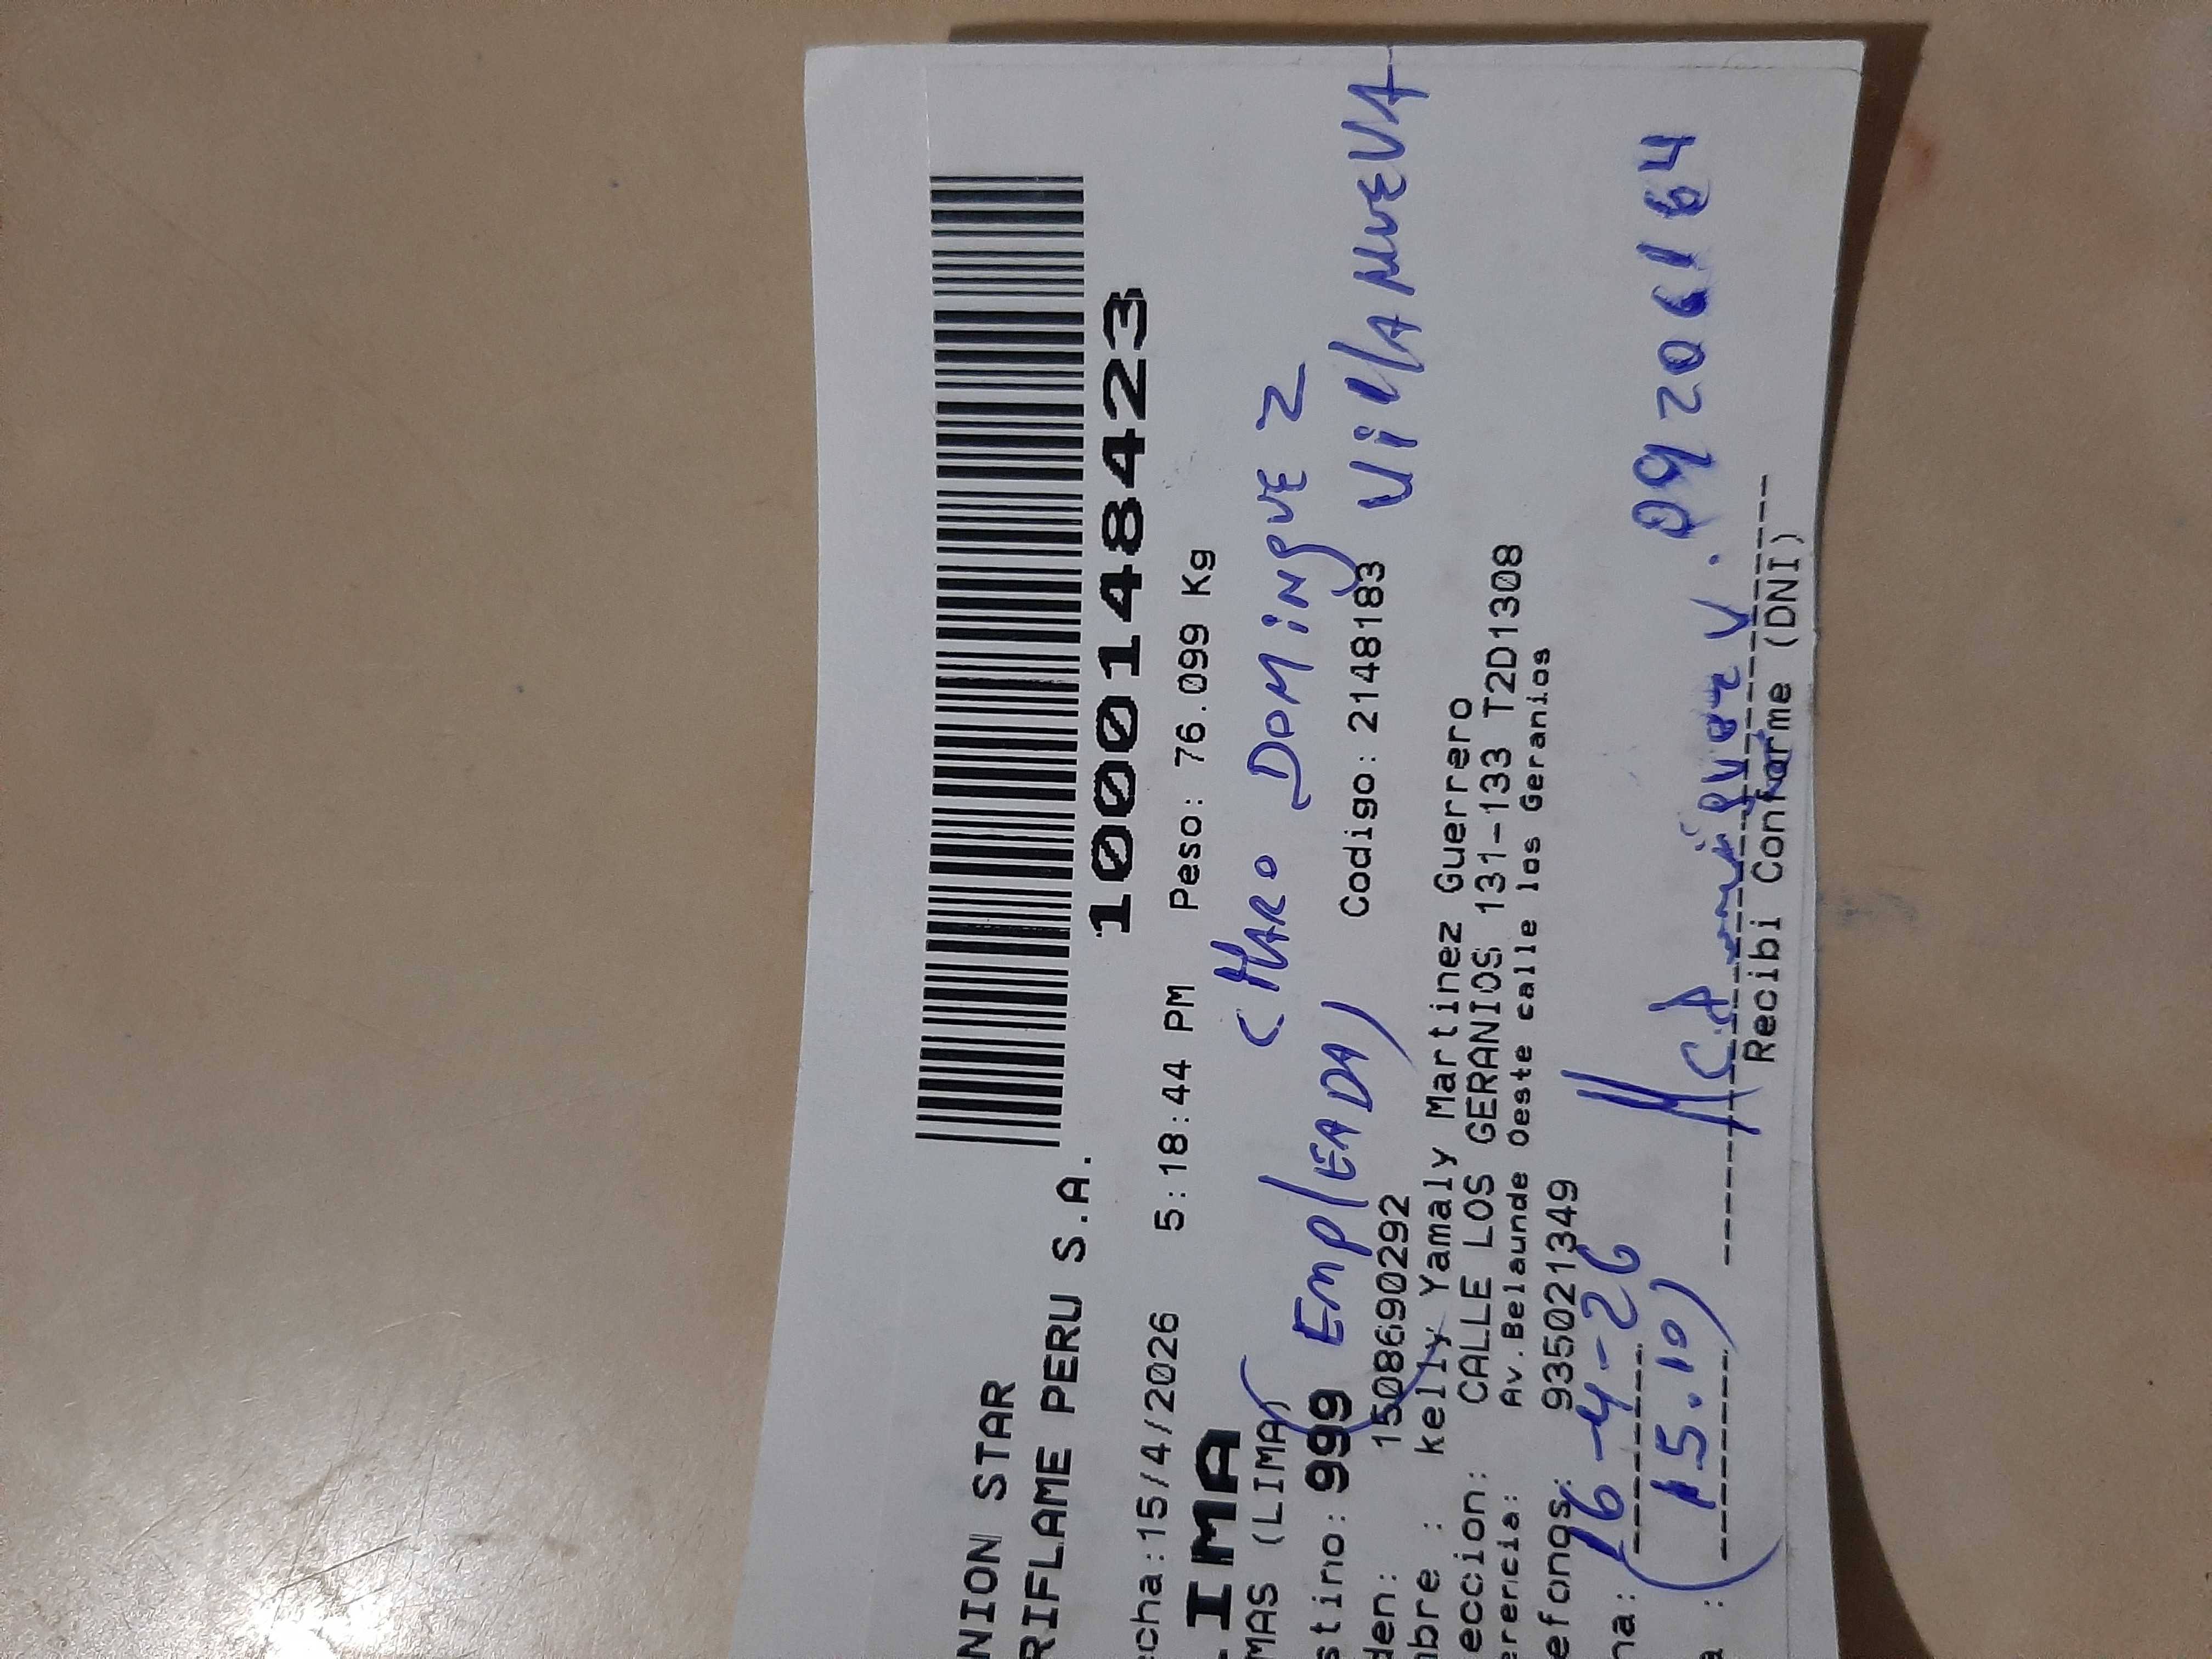 NION STAR
RIFLAME PERU S.A.
1000148423
echa:15/4/2026 5:18:44 PM Peso: 76.099 Kg
LIMA
MAS (LIMA) (MARO DOMINGUEZ
stino: 999 EmplEADA) VillANUEVA
den: 1508690292 Codigo: 2148183
mbre : kelly Yamaly Martinez Guerrero
eccion: CALLE LOS GERANIOS 131-133 T2D1308
erencia: Av.Belaunde Oeste calle los Geranios
efonos: 935021349
na: 16-4-26
a : (15.10) 09206164
Recibi Conforme (DNI)